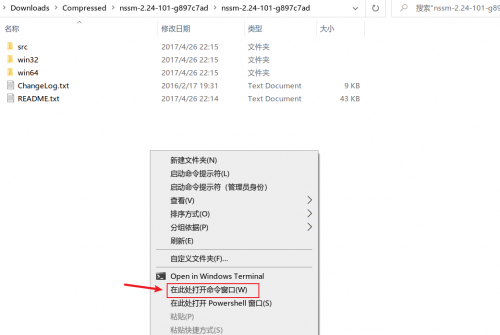 Downloads > Compressed > nssm-2.24-101-g897c7ad > nssm-2.24-101-g897c7ad
搜索"nssm-2.24-101-g89
名称 修改日期 类型 大小
src 2017/4/26 22:15 文件夹
win32 2017/4/26 22:15 文件夹
win64 2017/4/26 22:15 文件夹
ChangeLog.txt 2016/2/17 19:31 Text Document 9 KB
README.txt 2017/4/26 22:14 Text Document 43 KB
新建文件夹(N)
启动命令提示符(L)
启动命令提示符（管理员身份）
查看(V)
排序方式(O)
分组依据(P)
刷新(E)
自定义文件夹(F)...
Open in Windows Terminal
在此处打开命令窗口(W)
在此处打开 Powershell 窗口(S)
粘贴(P)
粘贴快捷方式(S)